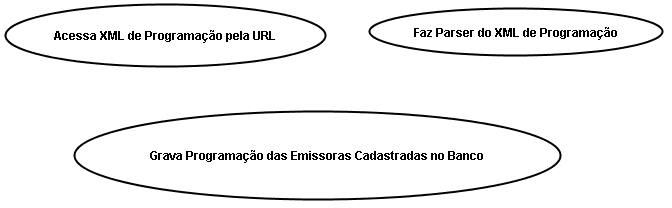 Acessa XML de Programação pela URL
Faz Parser do XML de Programação
Grava Programação das Emissoras Cadastradas no Banco